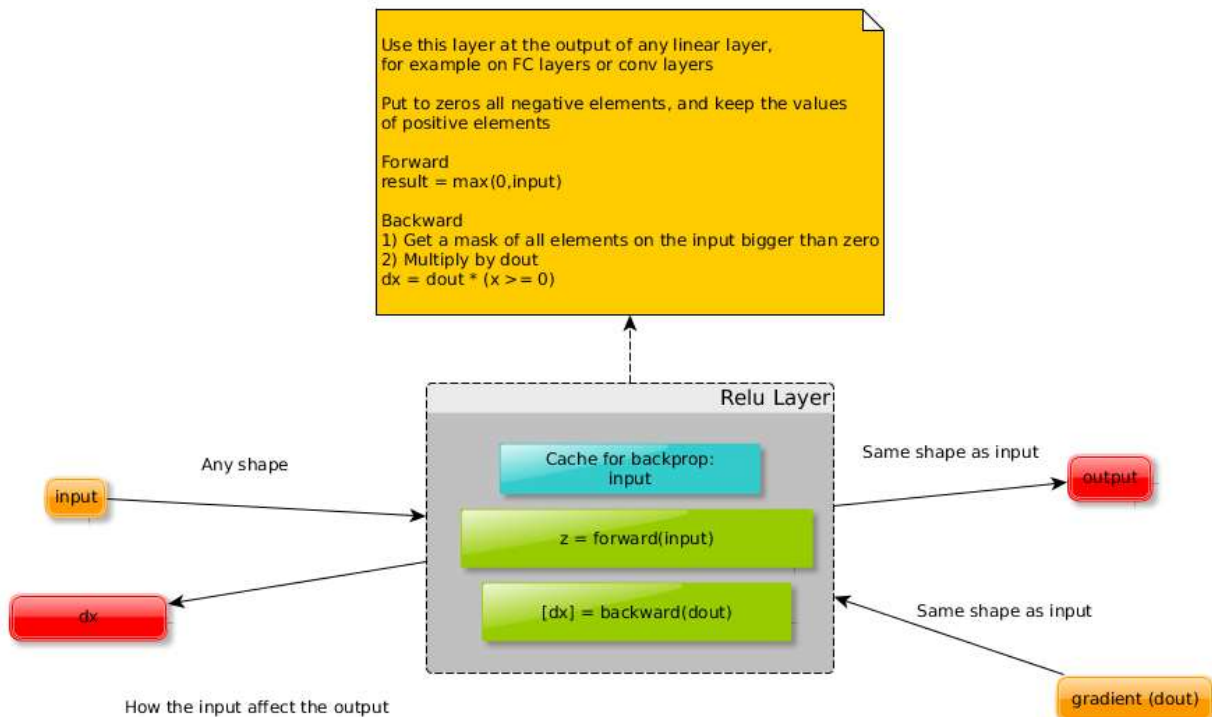 Use this layer at the output of any linear layer,
for example on FC layers or conv layers
Put to zeros all negative elements, and keep the values
of positive elements
Forward
result = max(0,input)
Backward
1) Get a mask of all elements on the input bigger than zero
2) Multiply by dout
dx = dout * (x >= 0)
Relu Layer
Any shape
Cache for backprop:
input
Same shape as input
input
output
z = forward(input)
dx
[dx] = backward(dout)
Same shape as input
gradient (dout)
How the input affect the output